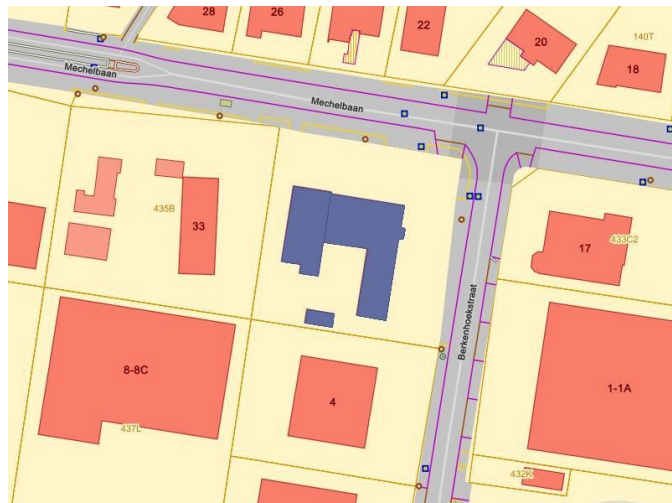 28
26
22
20
140T
18
Mechelbaan
Mechelbaan
435B
33
17
433C2
Berkenhoekstraat
8-8C
4
1-1A
437L
432K